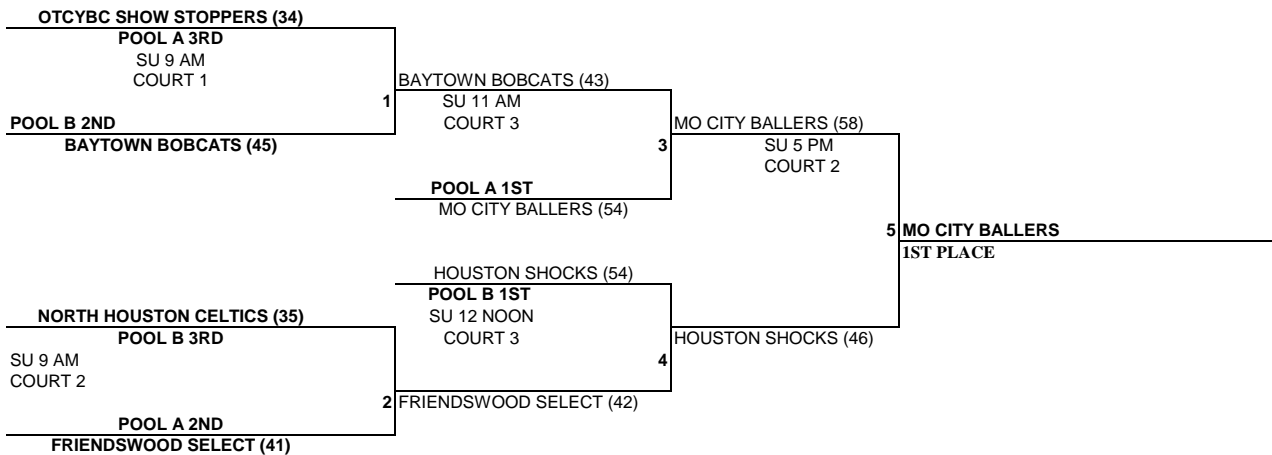 OTCYBC SHOW STOPPERS (34)
POOL A 3RD
SU 9 AM
COURT 1
BAYTOWN BOBCATS (43)
1
SU 11 AM
COURT 3
POOL B 2ND
BAYTOWN BOBCATS (45)
MO CITY BALLERS (58)
3
SU 5 PM
COURT 2
POOL A 1ST
MO CITY BALLERS (54)
5 MO CITY BALLERS
1ST PLACE
HOUSTON SHOCKS (54)
POOL B 1ST
SU 12 NOON
COURT 3
NORTH HOUSTON CELTICS (35)
POOL B 3RD
SU 9 AM
COURT 2
HOUSTON SHOCKS (46)
4
2 FRIENDSWOOD SELECT (42)
POOL A 2ND
FRIENDSWOOD SELECT (41)